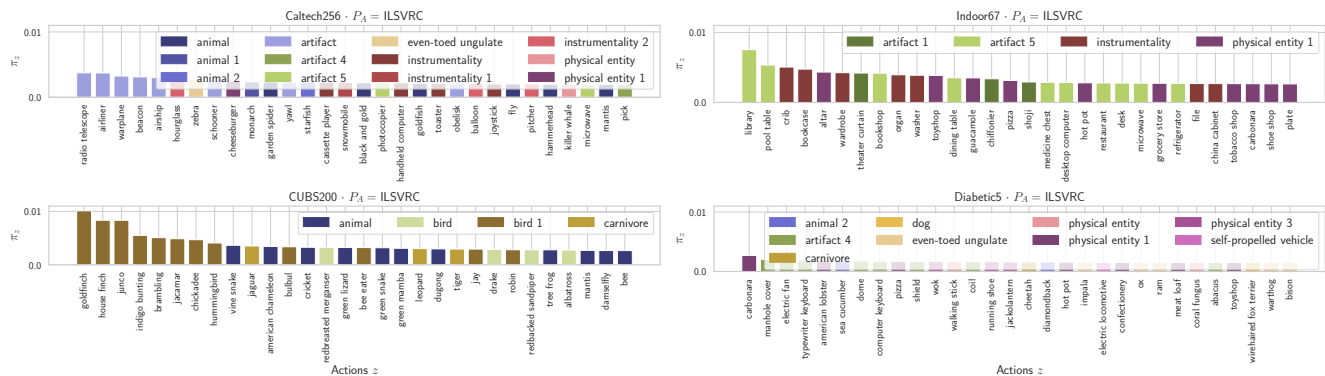 Caltech256 · P_A = ILSVRC
0.01
π_z
0.0
animal
artifact
even-toed ungulate
instrumentality 2
animal 1
artifact 4
instrumentality
physical entity
animal 2
artifact 5
instrumentality 1
physical entity 1
radio telescope
airliner
warplane
beacon
airship
hourglass
zebra
schooner
cheeseburger
monarch
garden spider
yawl
starfish
cassette player
snowmobile
black and gold
photocopier
handheld computer
goldfish
toaster
obelisk
balloon
joystick
fly
pitcher
hammerhead
killer whale
microwave
mantis
pick
Indoor67 · P_A = ILSVRC
0.01
π_z
0.0
artifact 1
artifact 5
instrumentality
physical entity 1
library
pool table
crib
bookcase
altar
wardrobe
theater curtain
bookshop
organ
washer
toyshop
dining table
guacamole
chiffonier
pizza
shoji
medicine chest
desktop computer
hot pot
restaurant
desk
microwave
grocery store
refrigerator
file
china cabinet
tobacco shop
carbonara
shoe shop
plate
CUBS200 · P_A = ILSVRC
0.01
π_z
0.0
animal
bird
bird 1
carnivore
goldfinch
house finch
junco
indigo bunting
brambling
jacamar
chickadee
hummingbird
vine snake
jaguar
american chameleon
bulbul
cricket
redbreasted merganser
green lizard
bee eater
green snake
green mamba
leopard
dugong
tiger
jay
drake
robin
redbacked sandpiper
tree frog
albatross
mantis
damselfly
bee
Actions z
Diabetic5 · P_A = ILSVRC
0.01
π_z
0.0
animal 2
dog
physical entity
physical entity 3
artifact 4
even-toed ungulate
physical entity 1
self-propelled vehicle
carnivore
carbonara
manhole cover
electric fan
typewriter keyboard
american lobster
sea cucumber
dome
computer keyboard
pizza
shield
wok
walking stick
coil
running shoe
jackolantern
cheetah
diamondback
hot pot
impala
electric locomotive
confectionery
ox
ram
meat loaf
coral fungus
abacus
toyshop
wirehaired fox terrier
warthog
bison
Actions z